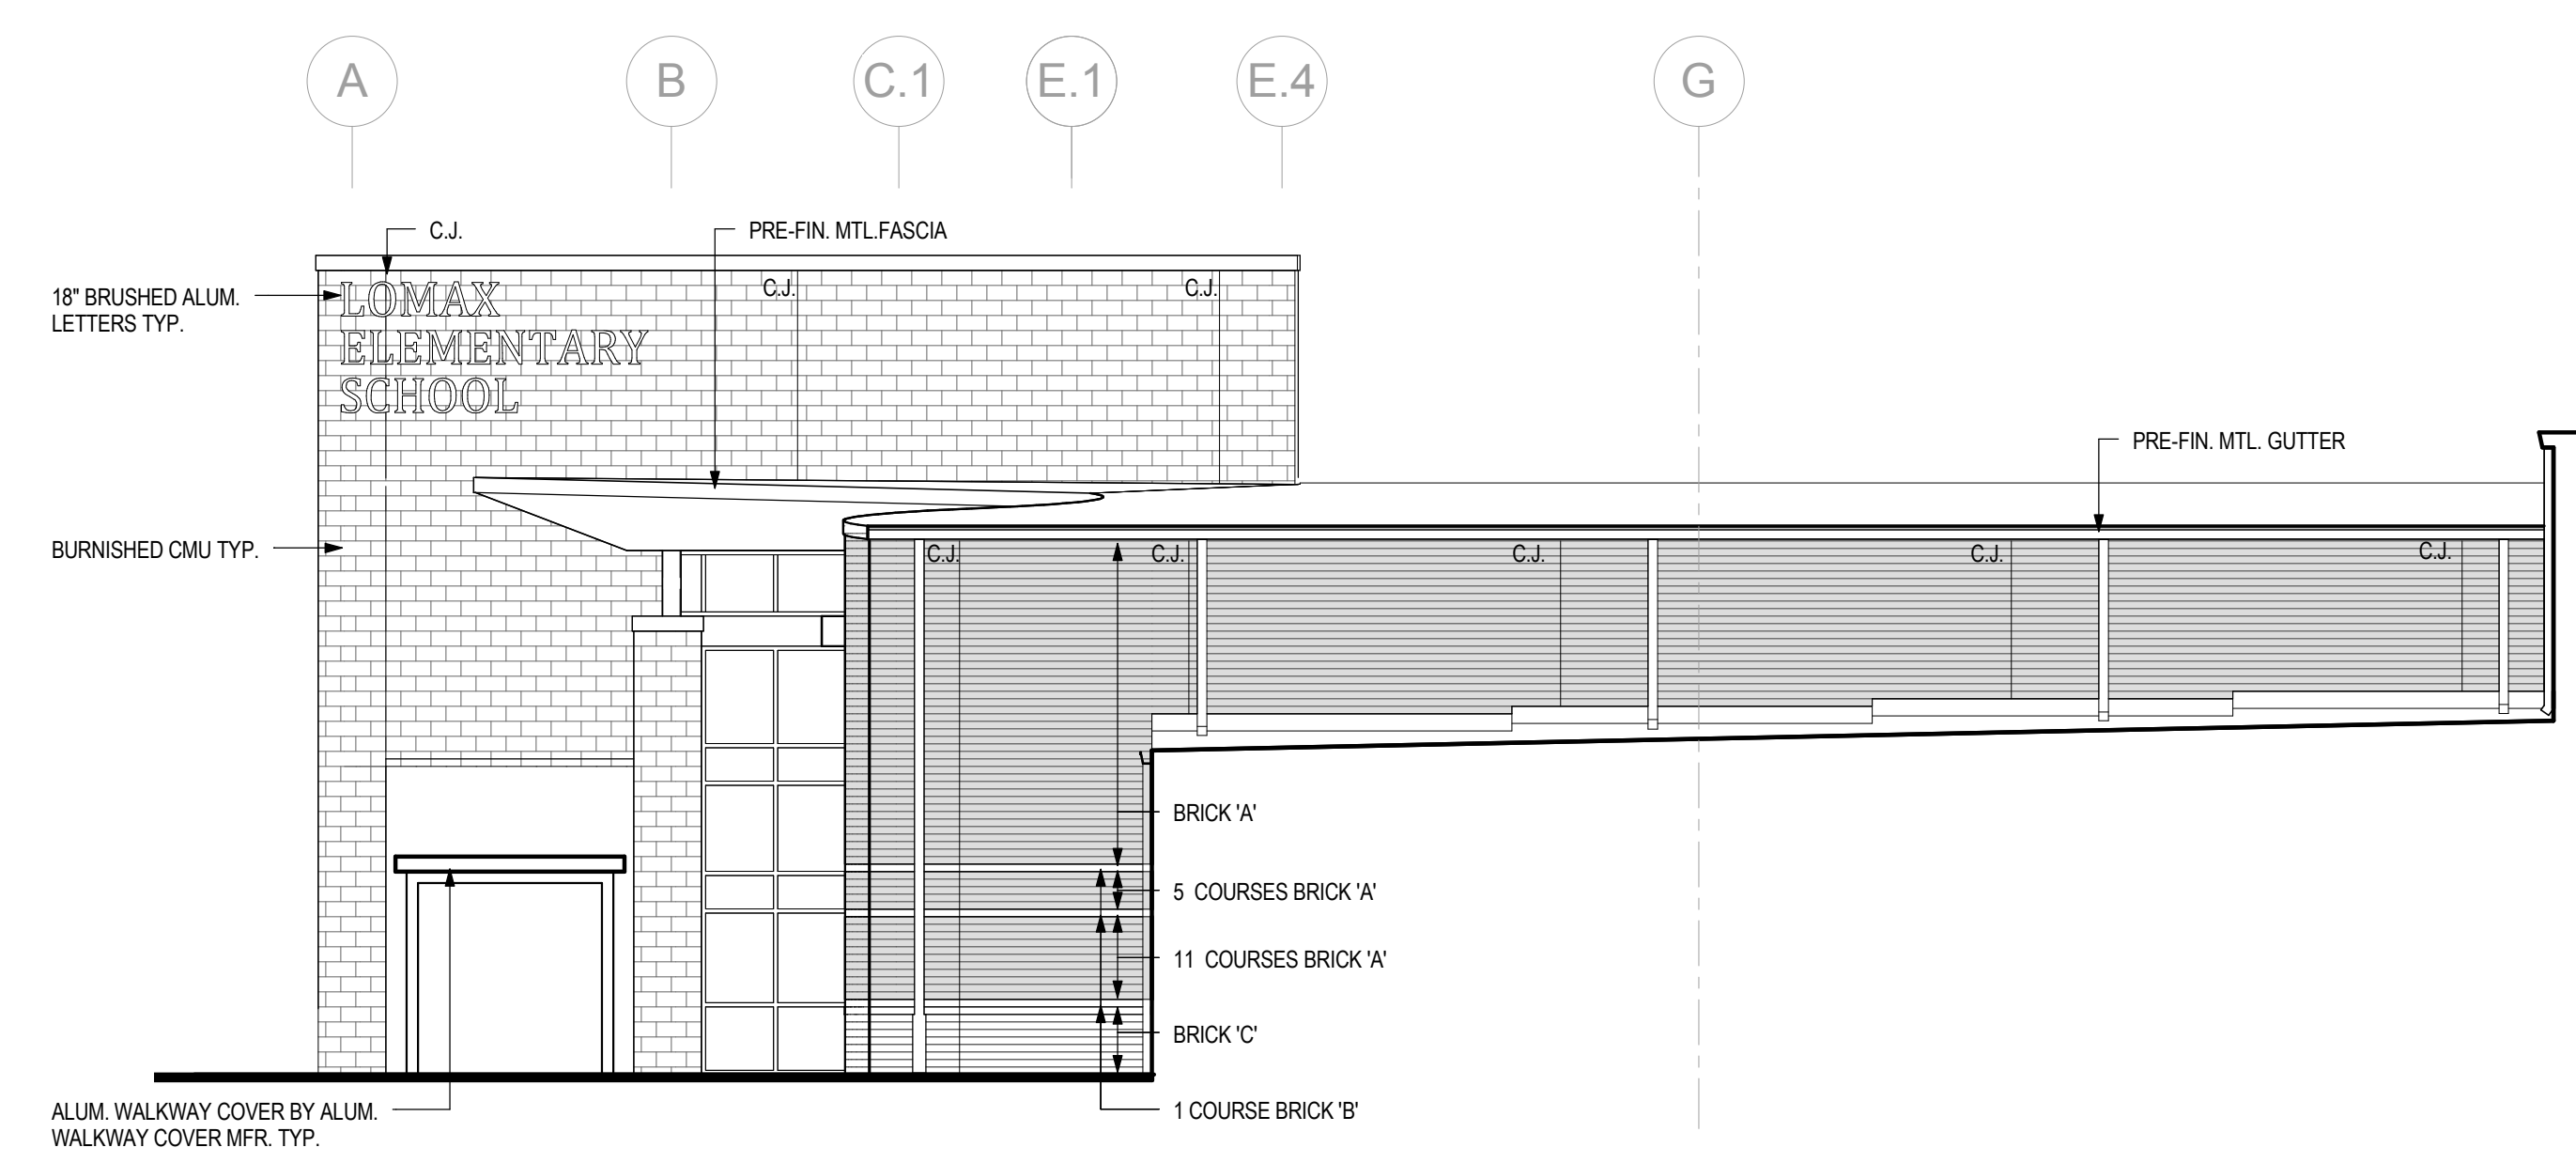 A
B
C.1
E.1
E.4
G
C.J.
PRE-FIN. MTL.FASCIA
18" BRUSHED ALUM.
LETTERS TYP.
C.J.
C.J.
LOMAX
ELEMENTARY
SCHOOL
PRE-FIN. MTL. GUTTER
BURNISHED CMU TYP.
C.J.
C.J.
C.J.
C.J.
C.J.
BRICK 'A'
5 COURSES BRICK 'A'
11 COURSES BRICK 'A'
BRICK 'C'
1 COURSE BRICK 'B'
ALUM. WALKWAY COVER BY ALUM.
WALKWAY COVER MFR. TYP.